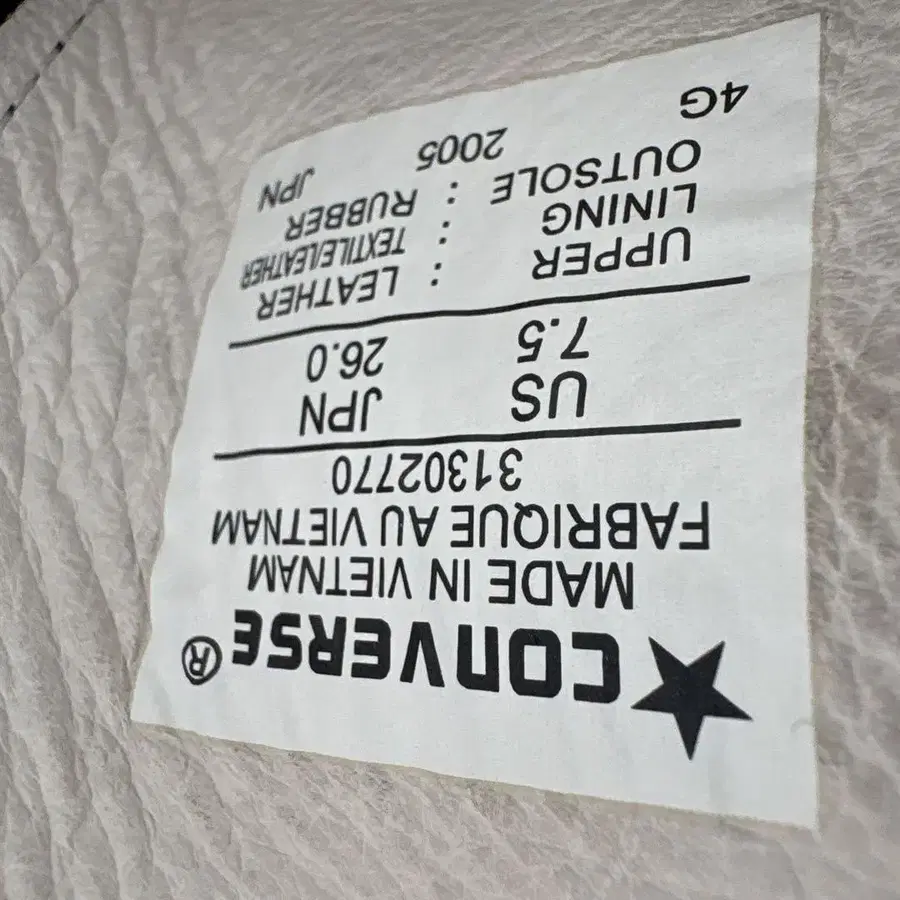 CONVERSE®
MADE IN VIETNAM
FABRIQUE AU VIETNAM
31302770
US JPN
7.5 26.0
UPPER : LEATHER
LINING : TEXTILE/LEATHER
OUTSOLE : RUBBER
2005 JPN
4G